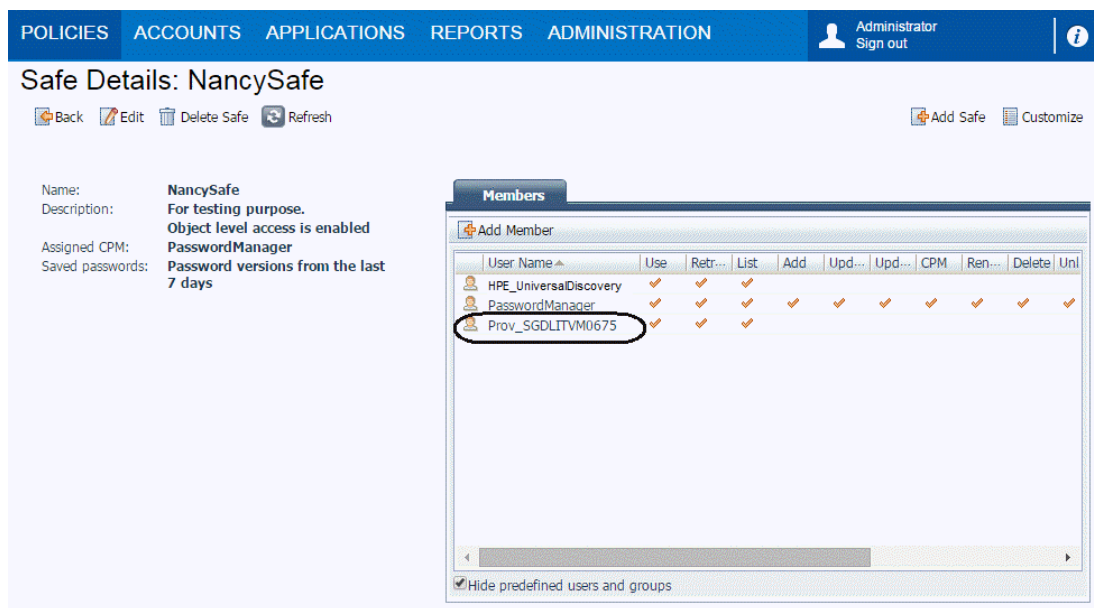 POLICIES ACCOUNTS APPLICATIONS REPORTS ADMINISTRATION Administrator
Sign out
Safe Details: NancySafe
Back Edit Delete Safe Refresh Add Safe Customize
Name: NancySafe
Description: For testing purpose.
Object level access is enabled
Assigned CPM: PasswordManager
Saved passwords: Password versions from the last
7 days
Members
Add Member
User Name Use Retr... List Add Upd... Upd... CPM Ren... Delete Unl
HPE_UniversalDiscovery
PasswordManager
Prov_SGDLITVM0675
Hide predefined users and groups